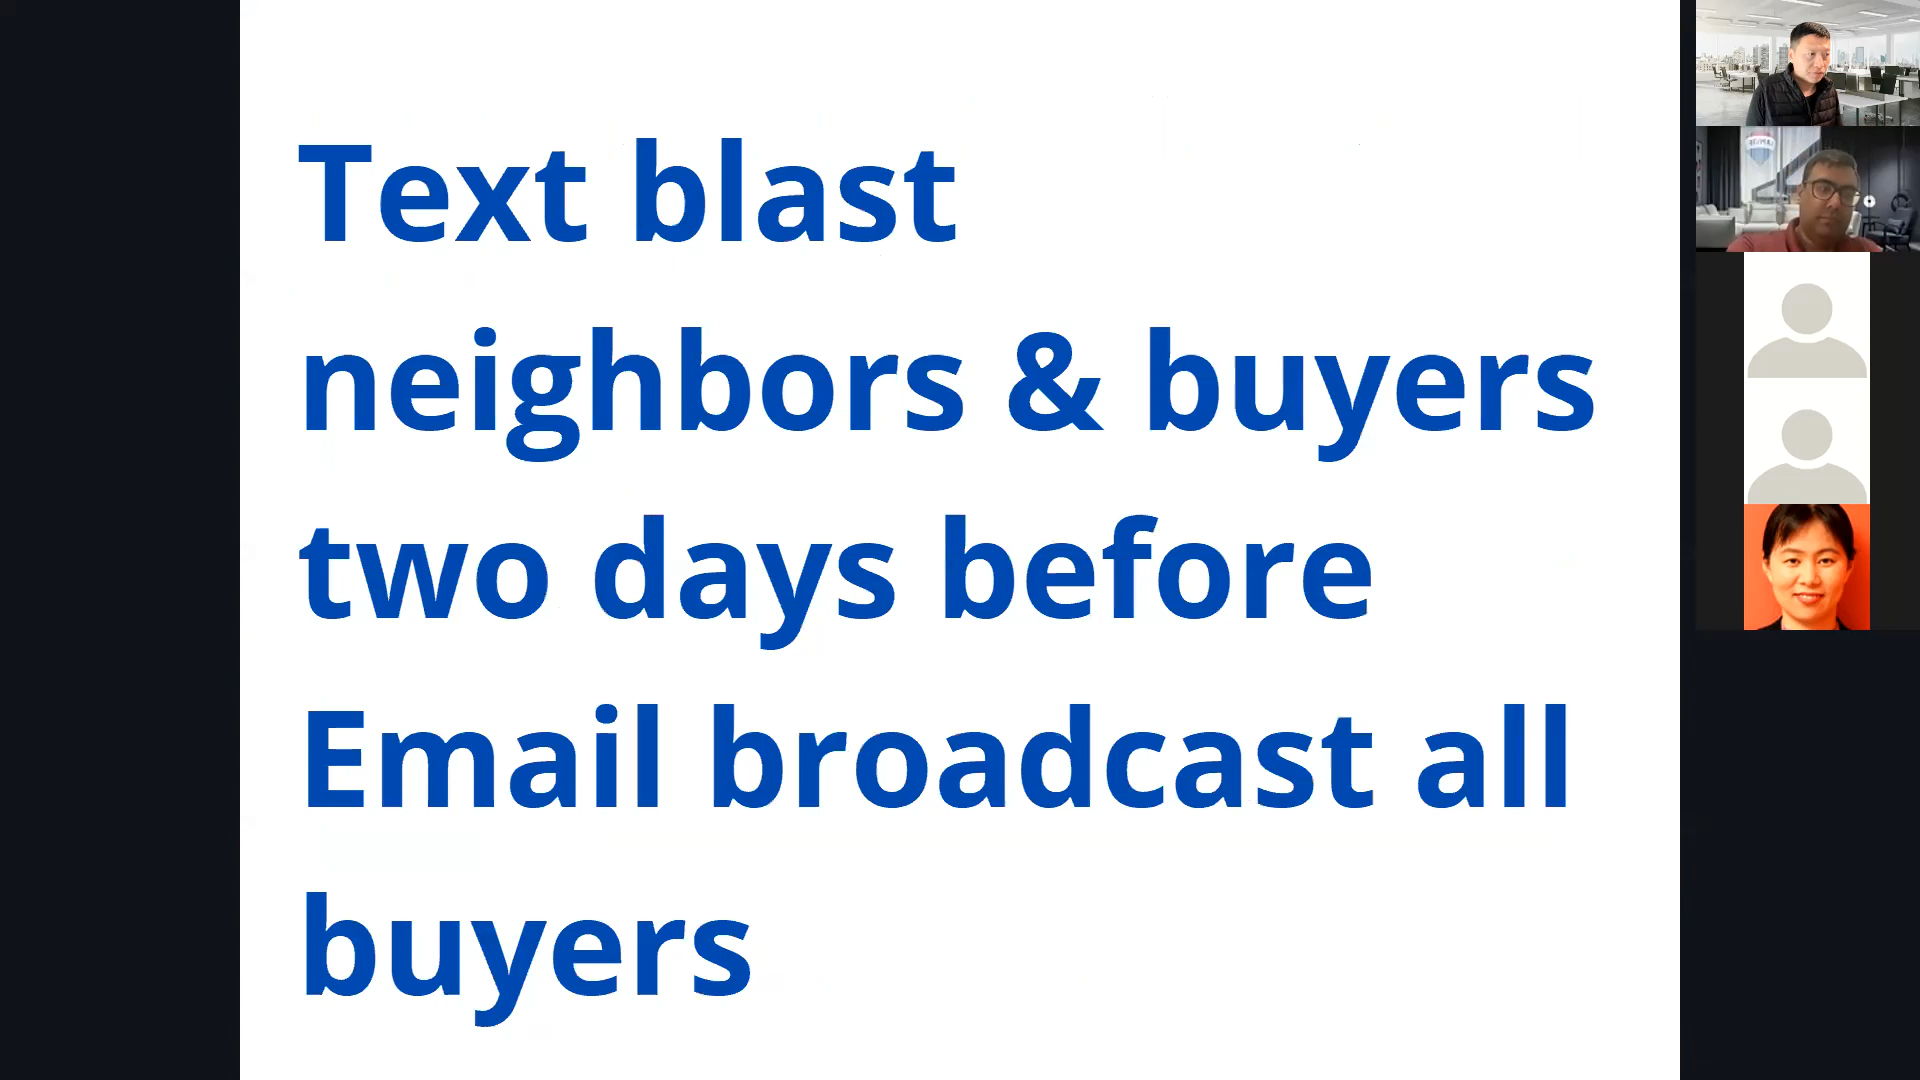 Text blast
neighbors & buyers
two days before
Email broadcast all
buyers